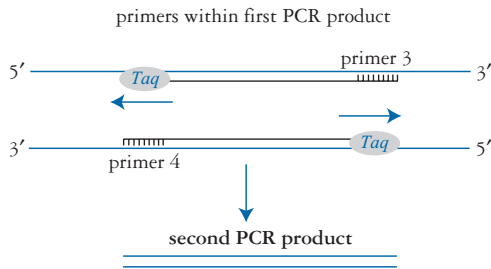 primers within first PCR product
primer 3
5′ Taq 3′
3′ Taq 5′
primer 4
second PCR product